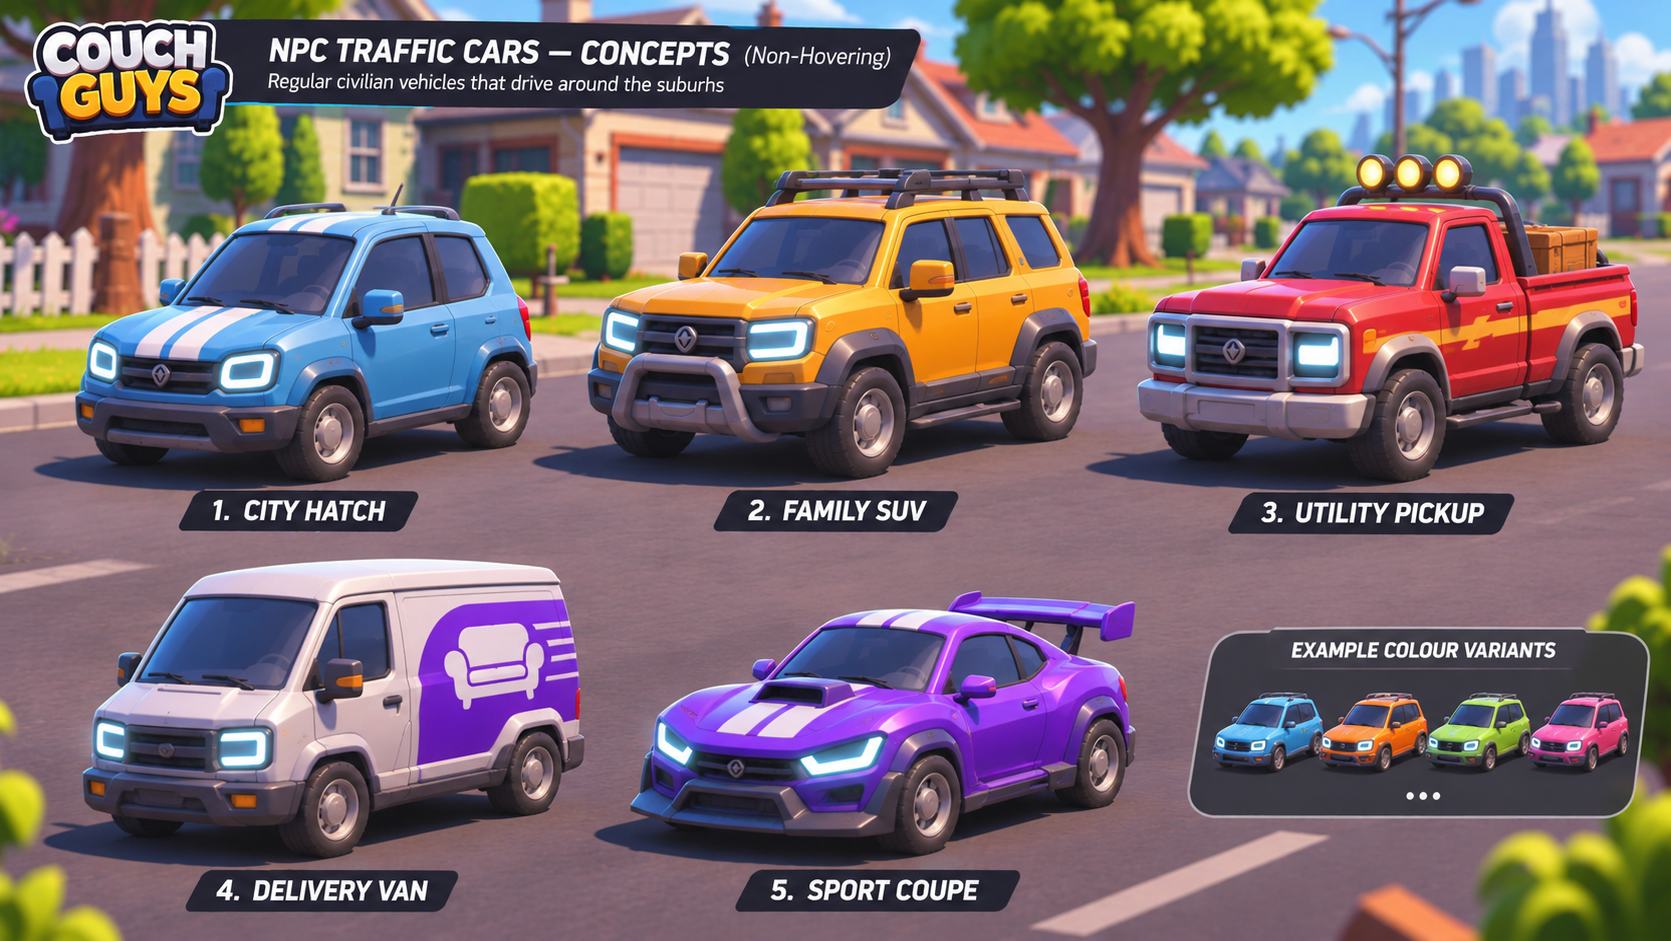 COUCH
GUYS
NPC TRAFFIC CARS — CONCEPTS (Non-Hovering)
Regular civilian vehicles that drive around the suburhs
1. CITY HATCH
2. FAMILY SUV
3. UTILITY PICKUP
4. DELIVERY VAN
5. SPORT COUPE
EXAMPLE COLOUR VARIANTS
•••